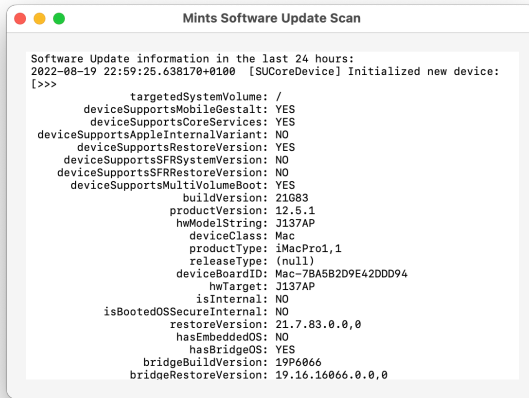 Mints Software Update Scan
Software Update information in the last 24 hours:
2022-08-19 22:59:25.638170+0100 [SUCoreDevice] Initialized new device:
[>>>
targetedSystemVolume: /
deviceSupportsMobileGestalt: YES
deviceSupportsCoreServices: YES
deviceSupportsAppleInternalVariant: NO
deviceSupportsRestoreVersion: YES
deviceSupportsSFRSystemVersion: NO
deviceSupportsSFRRestoreVersion: NO
deviceSupportsMultiVolumeBoot: YES
buildVersion: 21G83
productVersion: 12.5.1
hwModelString: J137AP
deviceClass: Mac
productType: iMacPro1,1
releaseType: (null)
deviceBoardID: Mac-7BA5B2D9E42DDD94
hwTarget: J137AP
isInternal: NO
isBootedOSSecureInternal: NO
restoreVersion: 21.7.83.0.0,0
hasEmbeddedOS: NO
hasBridgeOS: YES
bridgeBuildVersion: 19P6066
bridgeRestoreVersion: 19.16.16066.0.0,0